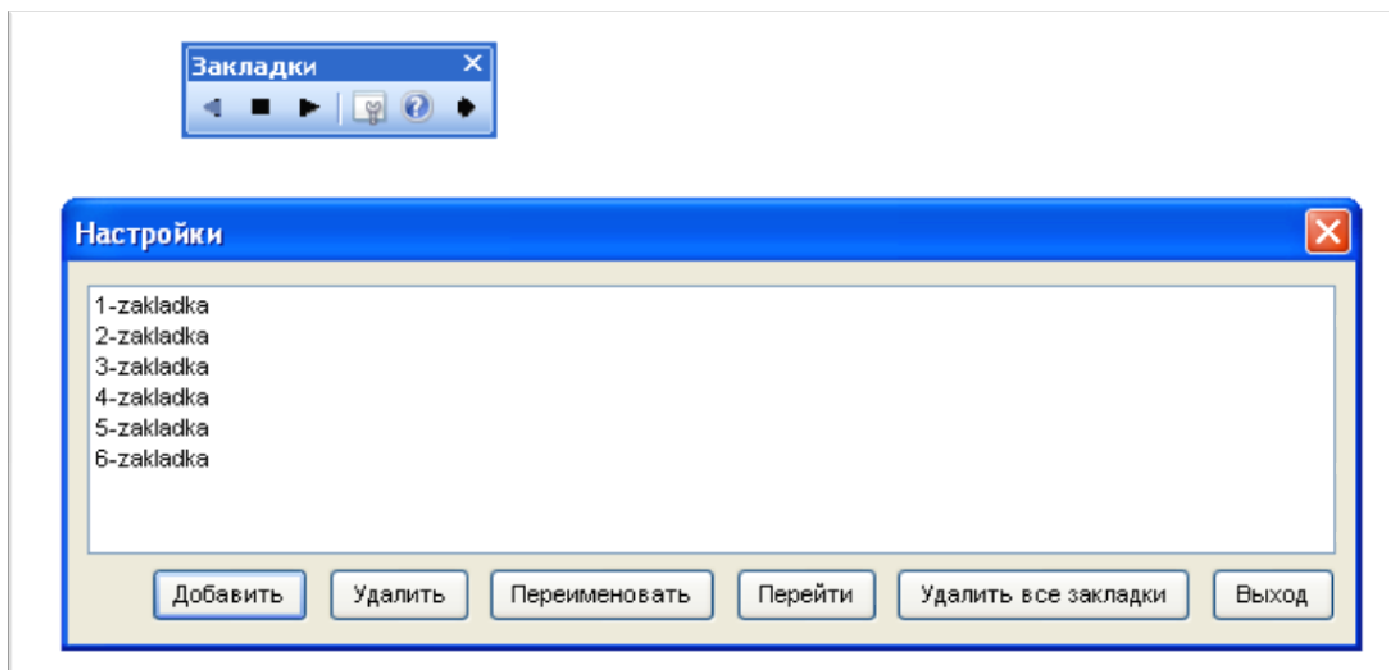 Закладки
Настройки
1-zakladka
2-zakladka
3-zakladka
4-zakladka
5-zakladka
6-zakladka
Добавить Удалить Переименовать Перейти Удалить все закладки Выход